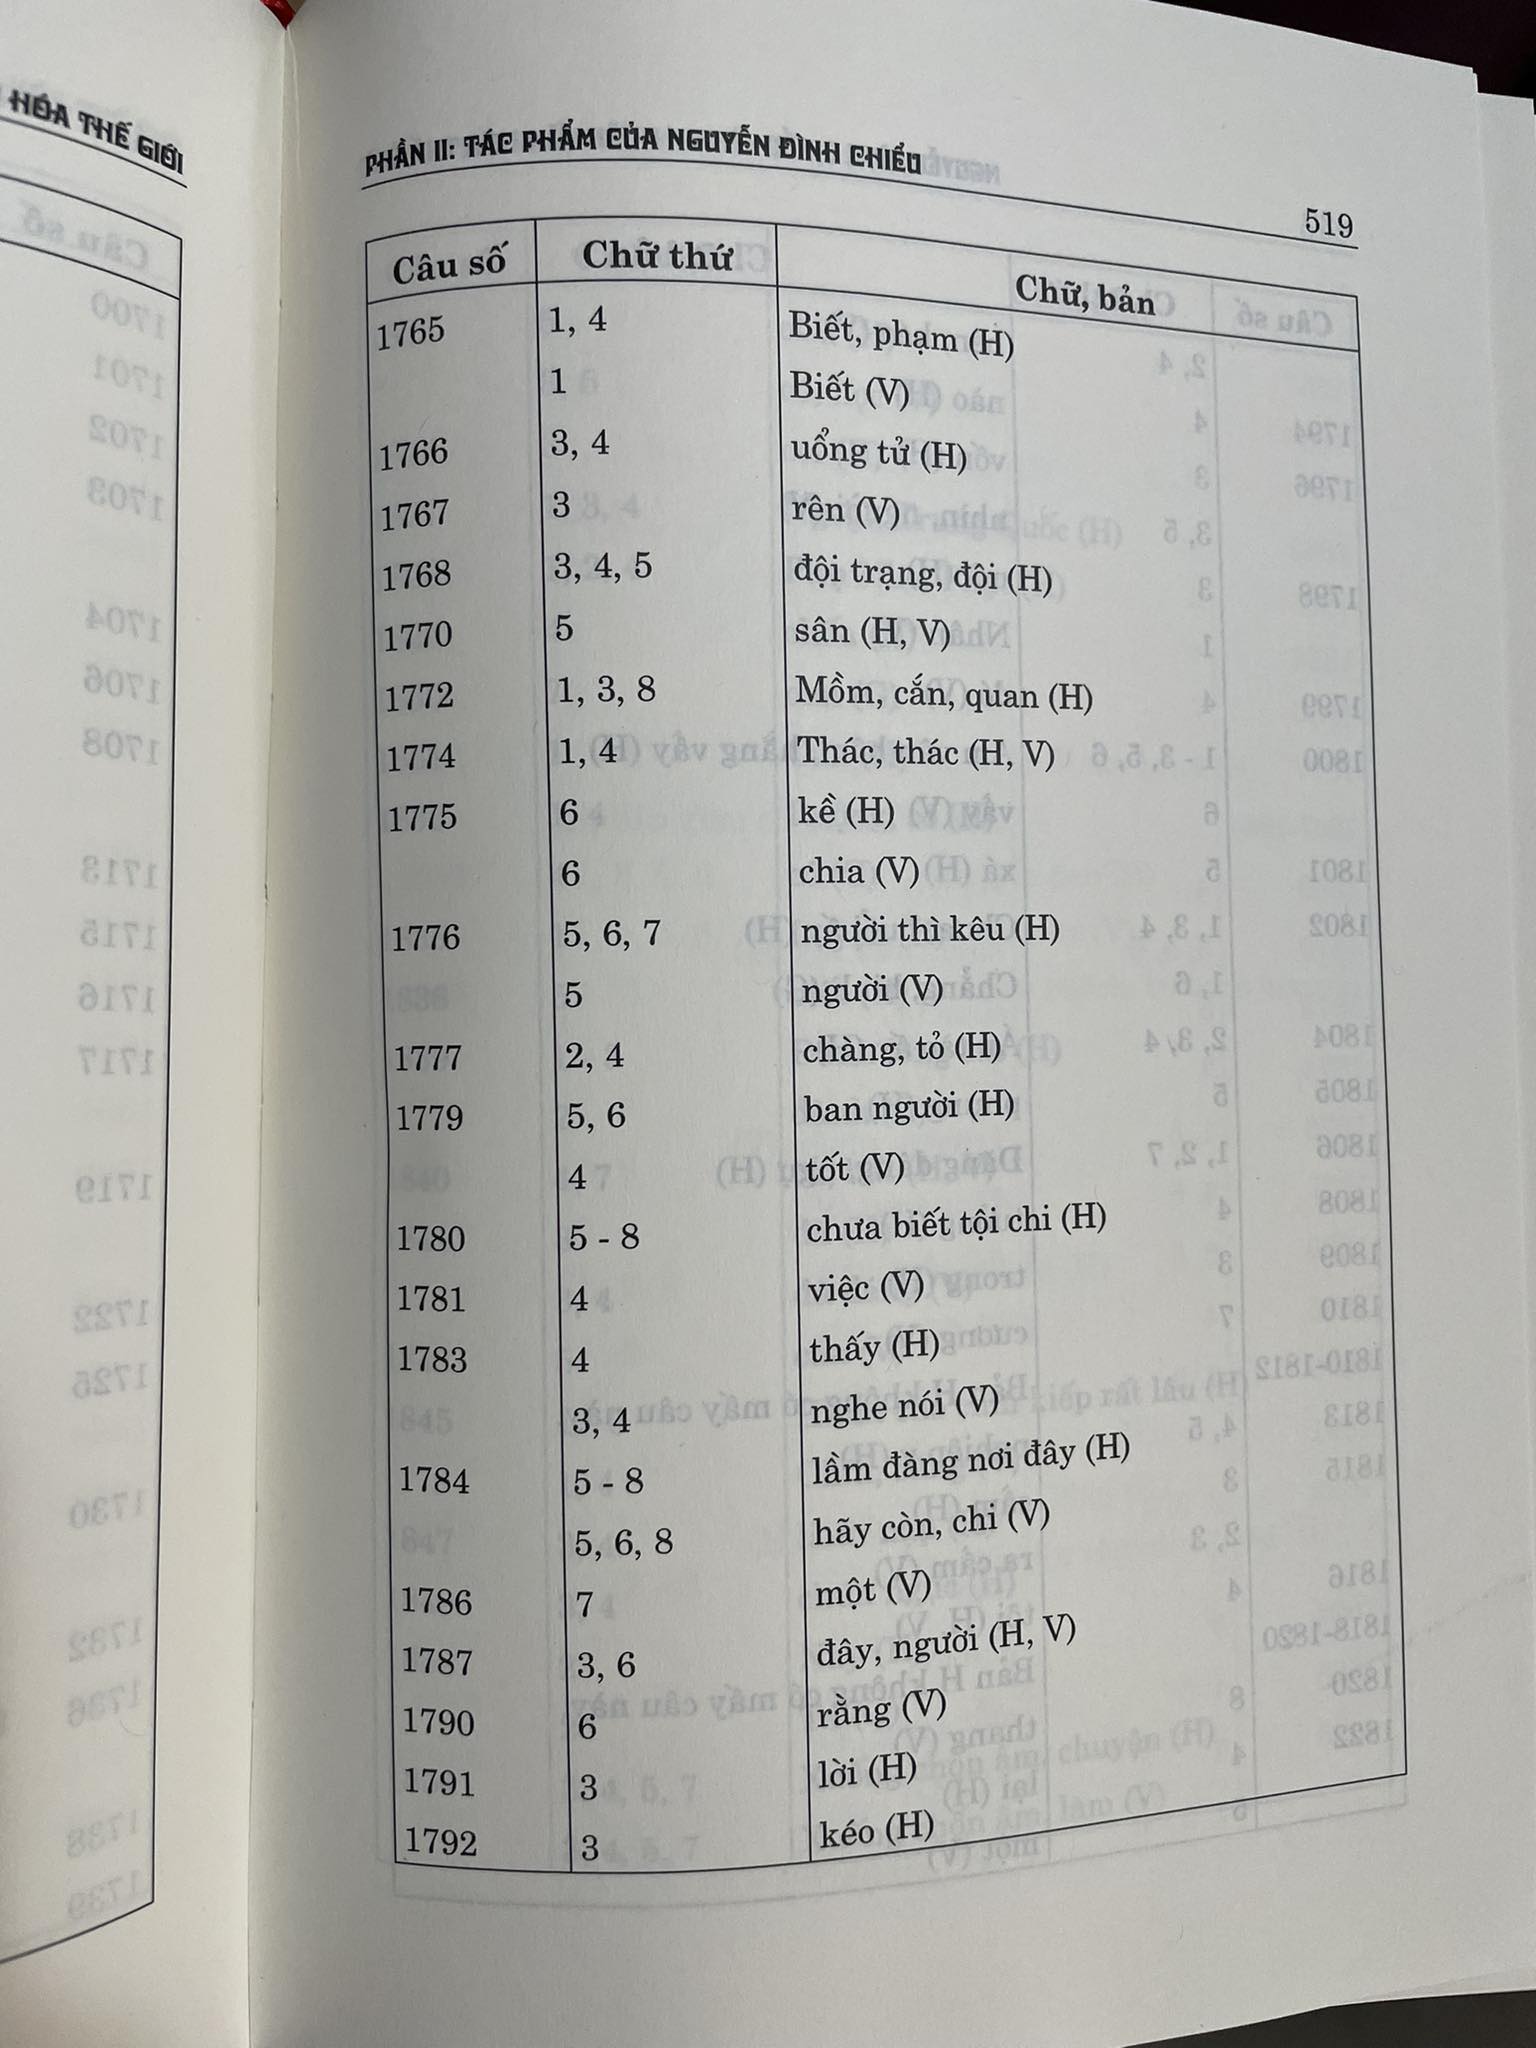 HÓA THẾ GIỚI
PHẦN II: TÁC PHẨM CỦA NGUYỄN ĐÌNH CHIỂU
519
Câu số Chữ thứ Chữ, bản
1765 1, 4 Biết, phạm (H)
1 Biết (V)
1766 3, 4 uổng tử (H)
1767 3 rên (V)
1768 3, 4, 5 đội trạng, đội (H)
1770 5 sân (H, V)
1772 1, 3, 8 Mồm, cắn, quan (H)
1774 1, 4 Thác, thác (H, V)
1775 6 kề (H)
6 chia (V)
1776 5, 6, 7 người thì kêu (H)
5 người (V)
1777 2, 4 chàng, tỏ (H)
1779 5, 6 ban người (H)
4 tốt (V)
1780 5 - 8 chưa biết tội chi (H)
1781 4 việc (V)
1783 4 thấy (H)
3, 4 nghe nói (V)
1784 5 - 8 lầm đàng nơi đây (H)
5, 6, 8 hãy còn, chi (V)
1786 7 một (V)
1787 3, 6 đây, người (H, V)
1790 6 rằng (V)
1791 3 lời (H)
1792 3 kéo (H)